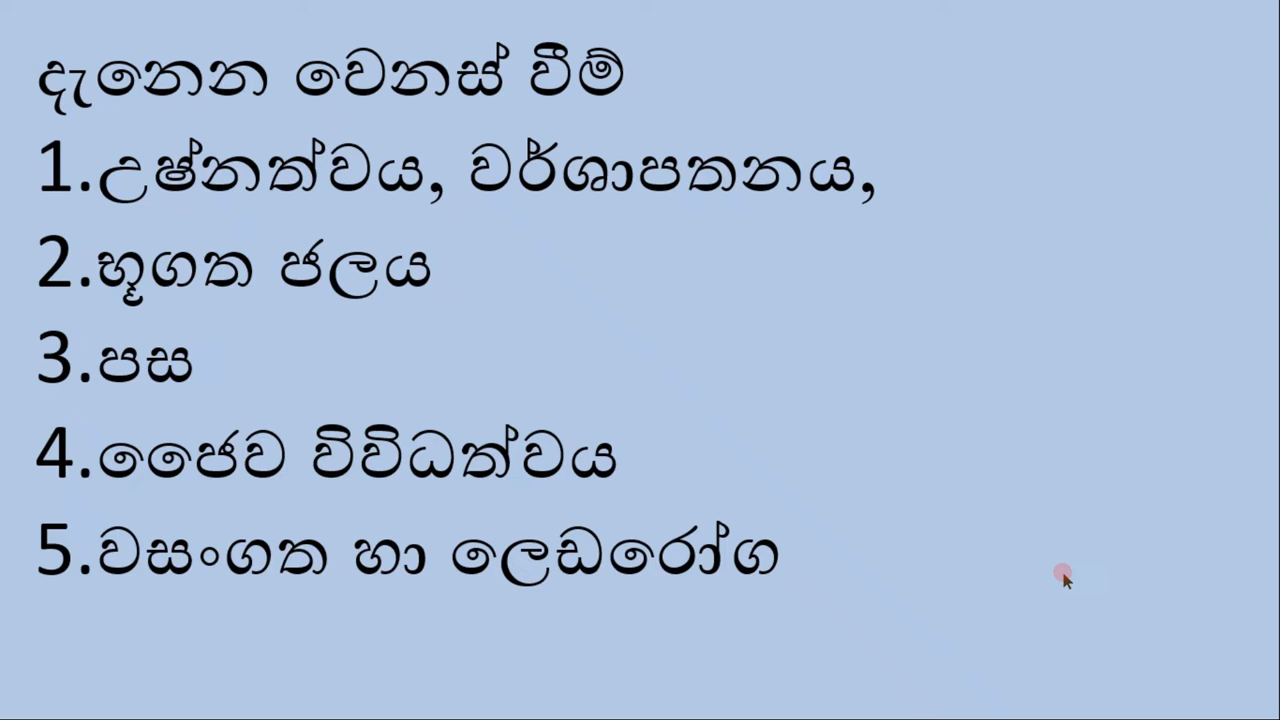 දැනෙන වෙනස් වීම්
1.උෂ්නත්වය, වර්ශාපතනය,
2.භූගත ජලය
3.පස
4.ජෛව විවිධත්වය
5.වසංගත හා ලෙඩරෝග